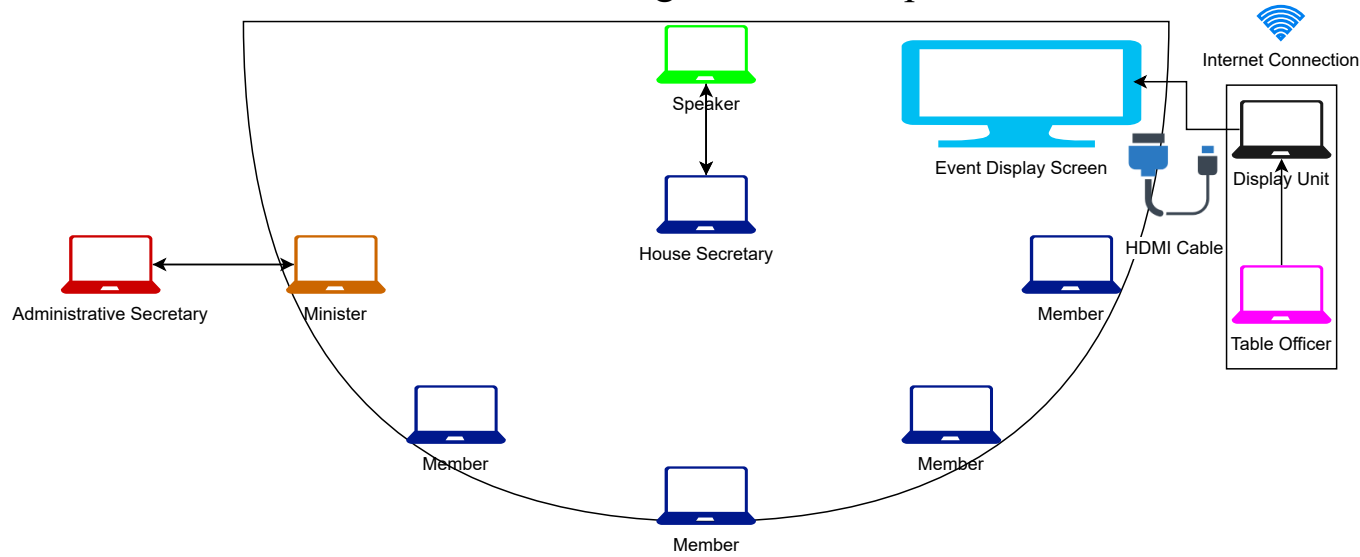 Internet Connection
Speaker
Event Display Screen
Display Unit
House Secretary
HDMI Cable
Administrative Secretary
Minister
Member
Table Officer
Member
Member
Member